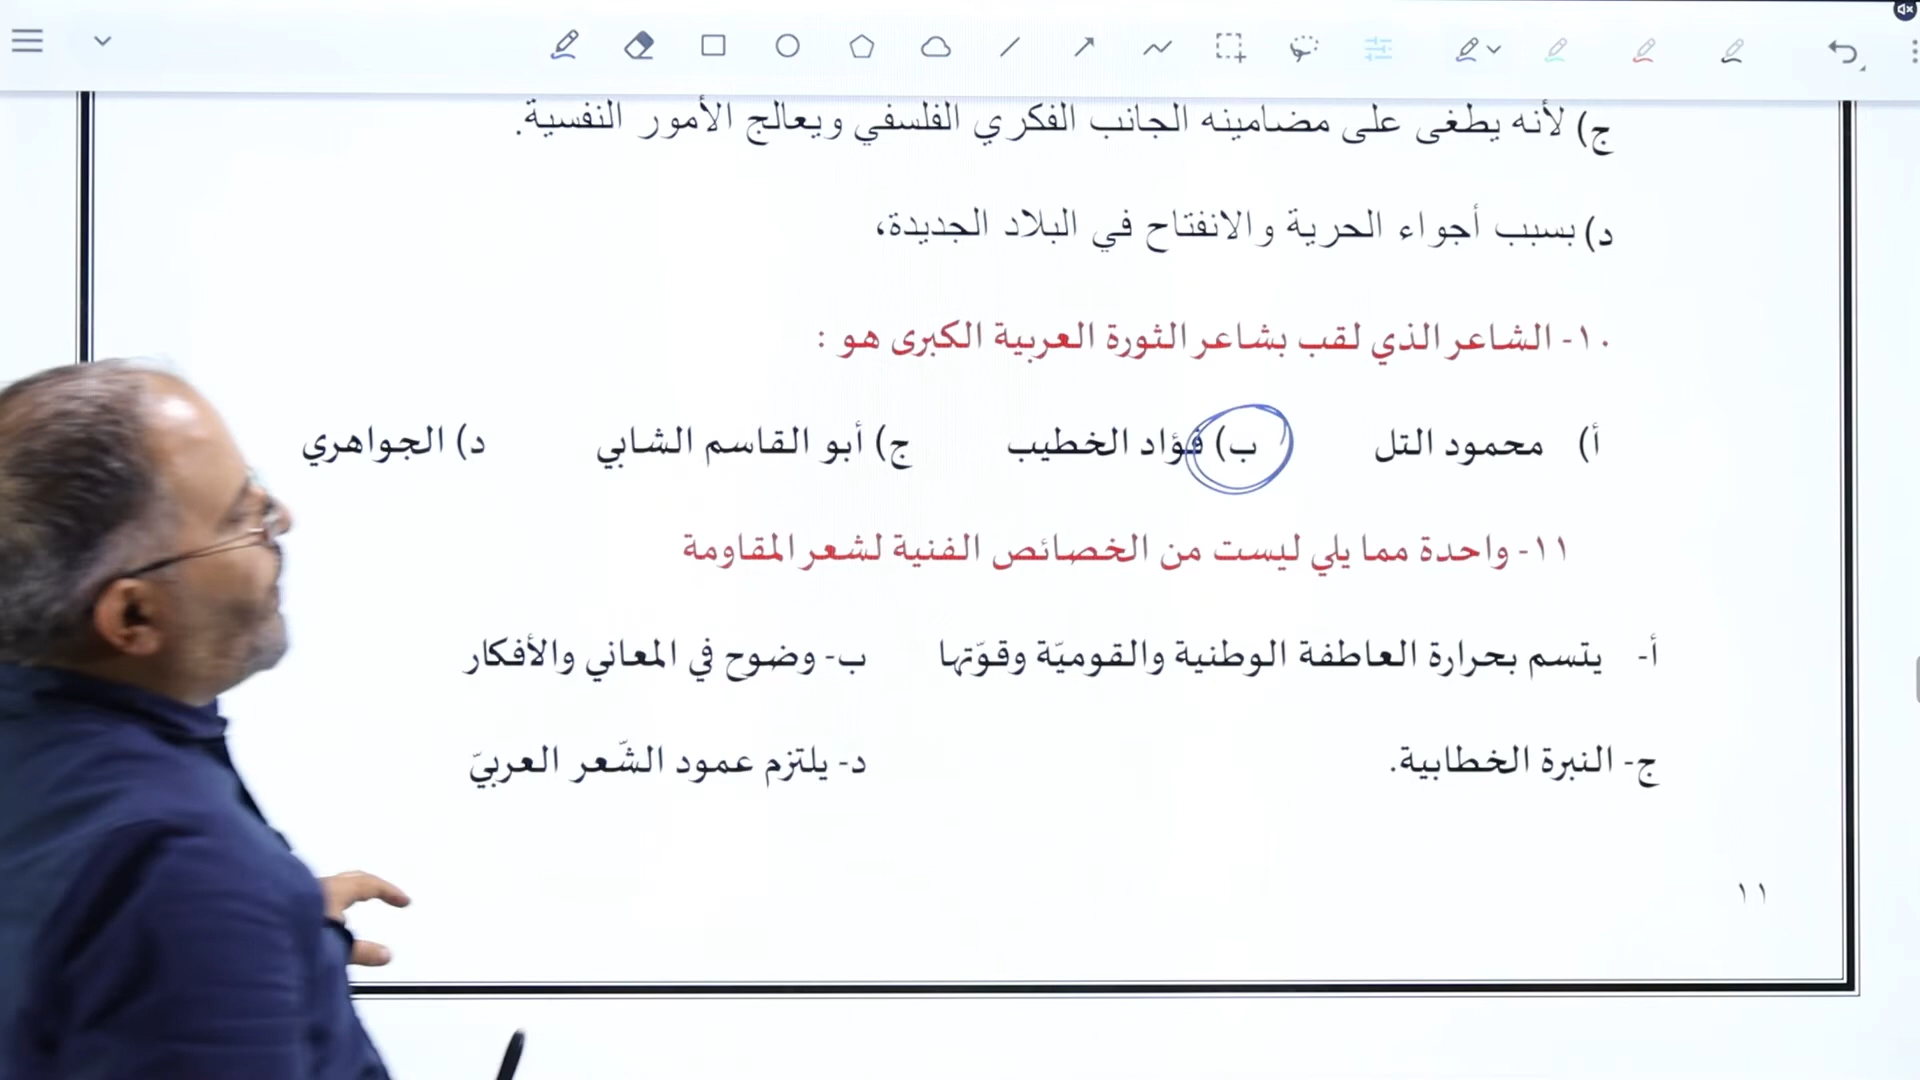 ج) لأنه يطغى على مضامينه الجانب الفكري الفلسفي ويعالج الأمور النفسية.
د) بسبب أجواء الحرية والانفتاح في البلاد الجديدة،
١٠- الشاعر الذي لقب بشاعر الثورة العربية الكبرى هو :
أ) محمود التل ب) فؤاد الخطيب ج) أبو القاسم الشابي د) الجواهري
١١- واحدة مما يلي ليست من الخصائص الفنية لشعر المقاومة
أ- يتسم بحرارة العاطفة الوطنية والقوميّة وقوّتها ب- وضوح في المعاني والأفكار
ج- النبرة الخطابية. د- يلتزم عمود الشّعر العربيّ
١١